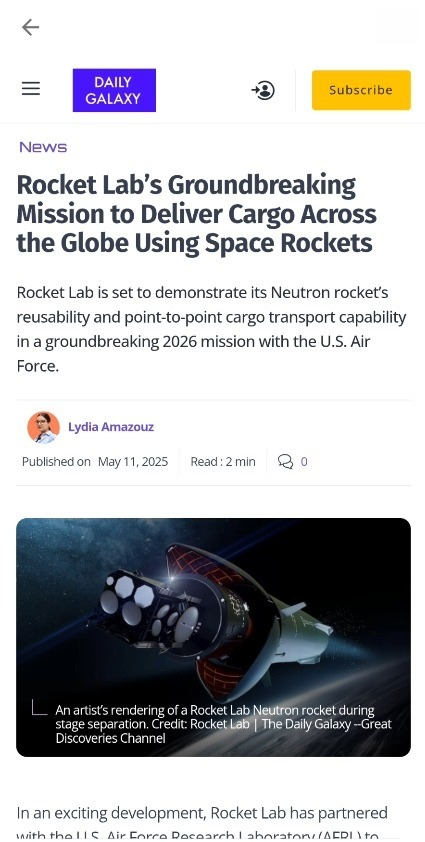 DAILY
GALAXY
Subscribe
News
Rocket Lab’s Groundbreaking
Mission to Deliver Cargo Across
the Globe Using Space Rockets
Rocket Lab is set to demonstrate its Neutron rocket’s
reusability and point-to-point cargo transport capability
in a groundbreaking 2026 mission with the U.S. Air
Force.
Lydia Amazouz
Published on May 11, 2025 Read : 2 min 0
An artist’s rendering of a Rocket Lab Neutron rocket during
stage separation. Credit: Rocket Lab | The Daily Galaxy --Great
Discoveries Channel
In an exciting development, Rocket Lab has partnered
with the U.S. Air Force Research Laboratory (AFRL) to